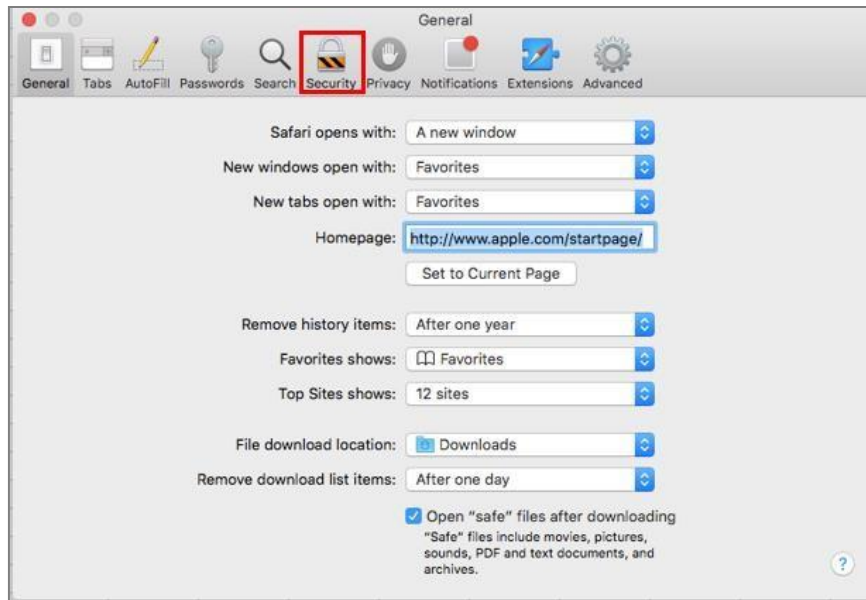 General
General Tabs AutoFill Passwords Search Security Privacy Notifications Extensions Advanced
Safari opens with: A new window
New windows open with: Favorites
New tabs open with: Favorites
Homepage: http://www.apple.com/startpage/
Set to Current Page
Remove history items: After one year
Favorites shows: Favorites
Top Sites shows: 12 sites
File download location: Downloads
Remove download list items: After one day
Open “safe” files after downloading
“Safe” files include movies, pictures,
sounds, PDF and text documents, and
archives.
?